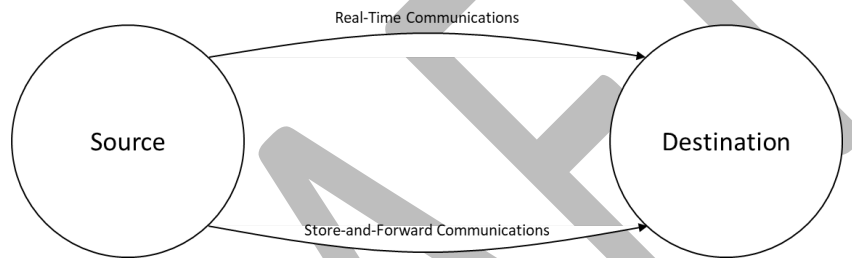 Real-Time Communications
Source
Destination
Store-and-Forward Communications